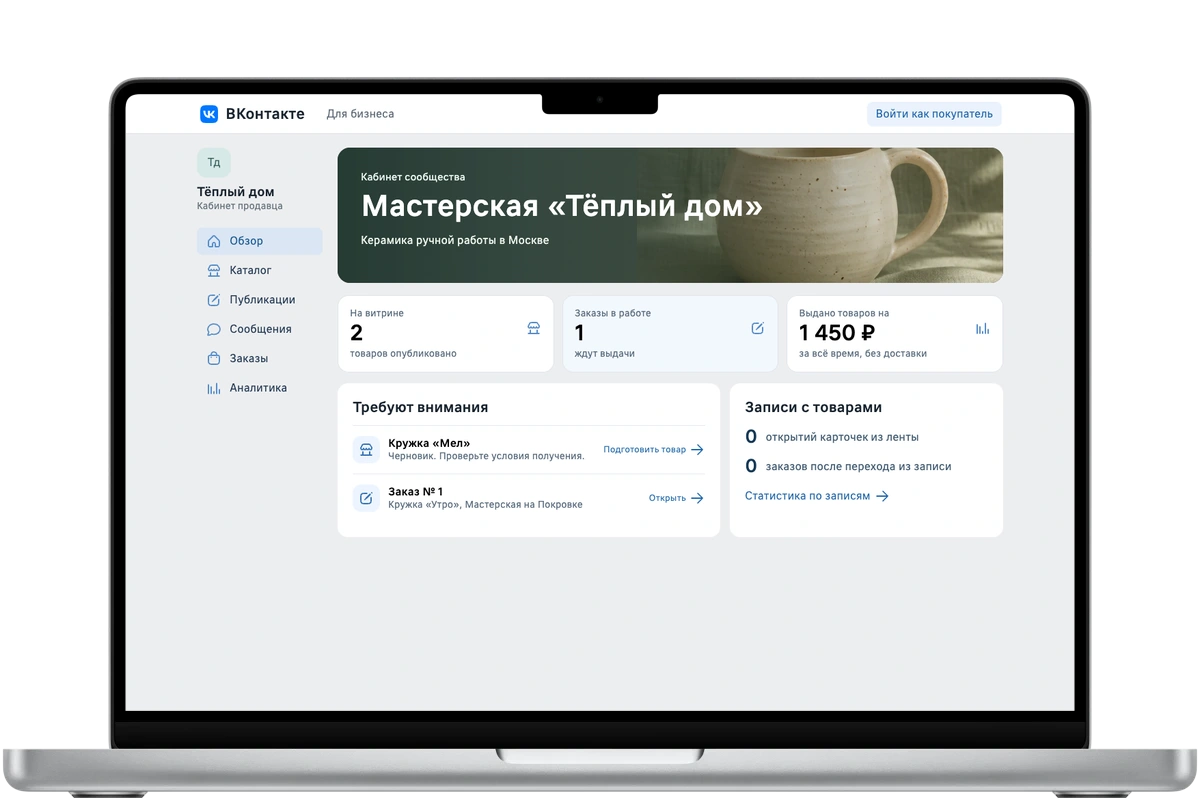 ВКонтакте
Для бизнеса
Войти как покупатель
Тд
Тёплый дом
Кабинет продавца
Обзор
Каталог
Публикации
Сообщения
Заказы
Аналитика
Кабинет сообщества
Мастерская «Тёплый дом»
Керамика ручной работы в Москве
На витрине
2
товаров опубликовано
Заказы в работе
1
ждут выдачи
Выдано товаров на
1 450 ₽
за всё время, без доставки
Требуют внимания
Кружка «Мел»
Черновик. Проверьте условия получения.
Подготовить товар
Заказ № 1
Кружка «Утро», Мастерская на Покровке
Открыть
Записи с товарами
0 открытий карточек из ленты
0 заказов после перехода из записи
Статистика по записям